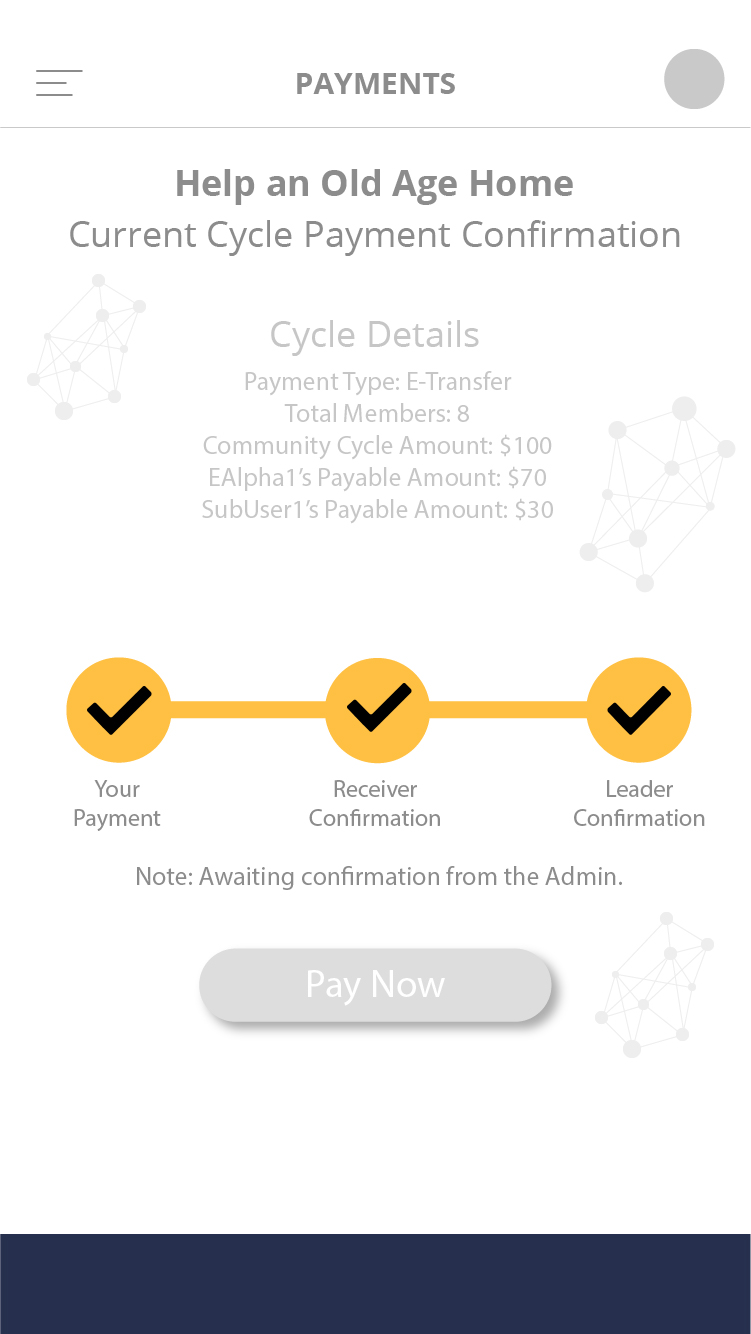 PAYMENTS
Help an Old Age Home
Current Cycle Payment Confirmation
Cycle Details
Payment Type: E-Transfer
Total Members: 8
Community Cycle Amount: $100
EAlpha1’s Payable Amount: $70
SubUser1’s Payable Amount: $30
Your
Payment
Receiver
Confirmation
Leader
Confirmation
Note: Awaiting confirmation from the Admin.
Pay Now